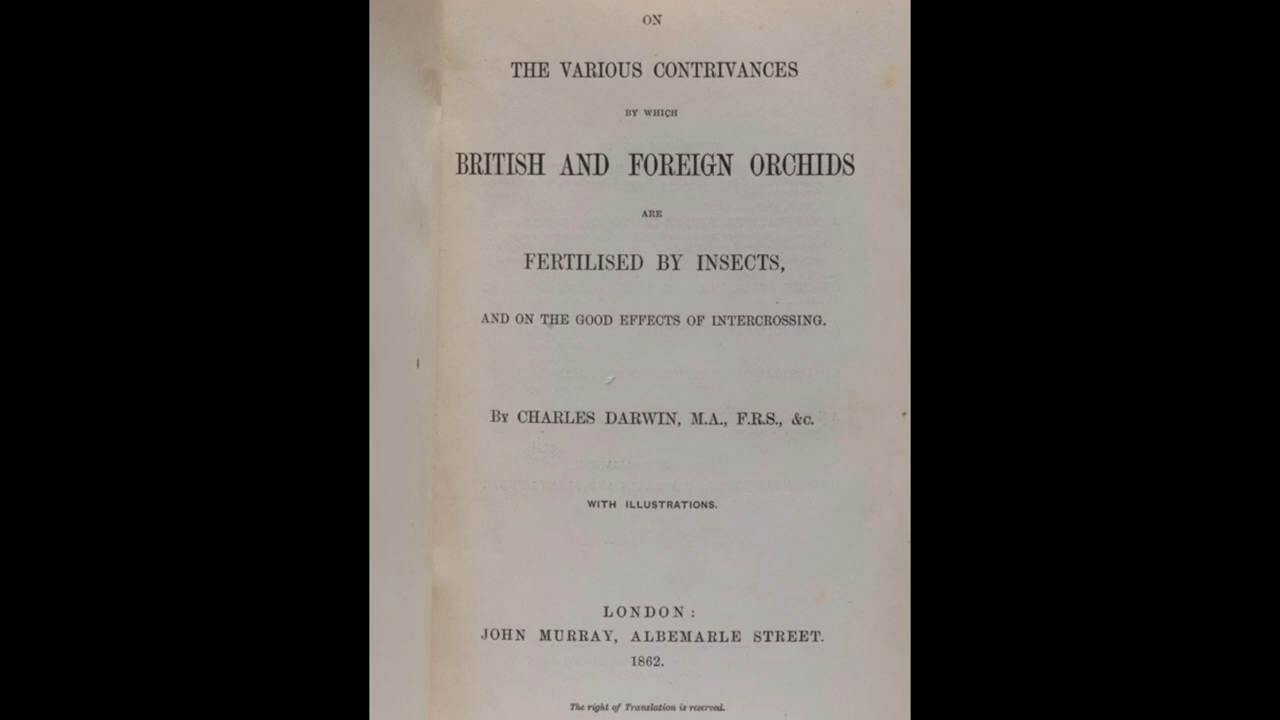 ON
THE VARIOUS CONTRIVANCES
BY WHICH
BRITISH AND FOREIGN ORCHIDS
ARE
FERTILISED BY INSECTS,
AND ON THE GOOD EFFECTS OF INTERCROSSING.
By CHARLES DARWIN, M.A., F.R.S., &c.
WITH ILLUSTRATIONS.
LONDON:
JOHN MURRAY, ALBEMARLE STREET.
1862.
The right of Translation is reserved.